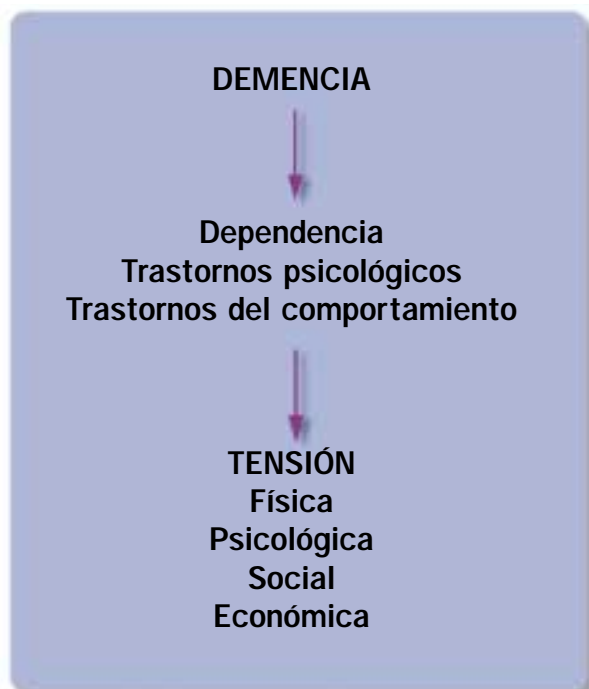 DEMENCIA
Dependencia
Trastornos psicológicos
Trastornos del comportamiento
TENSIÓN
Física
Psicológica
Social
Económica